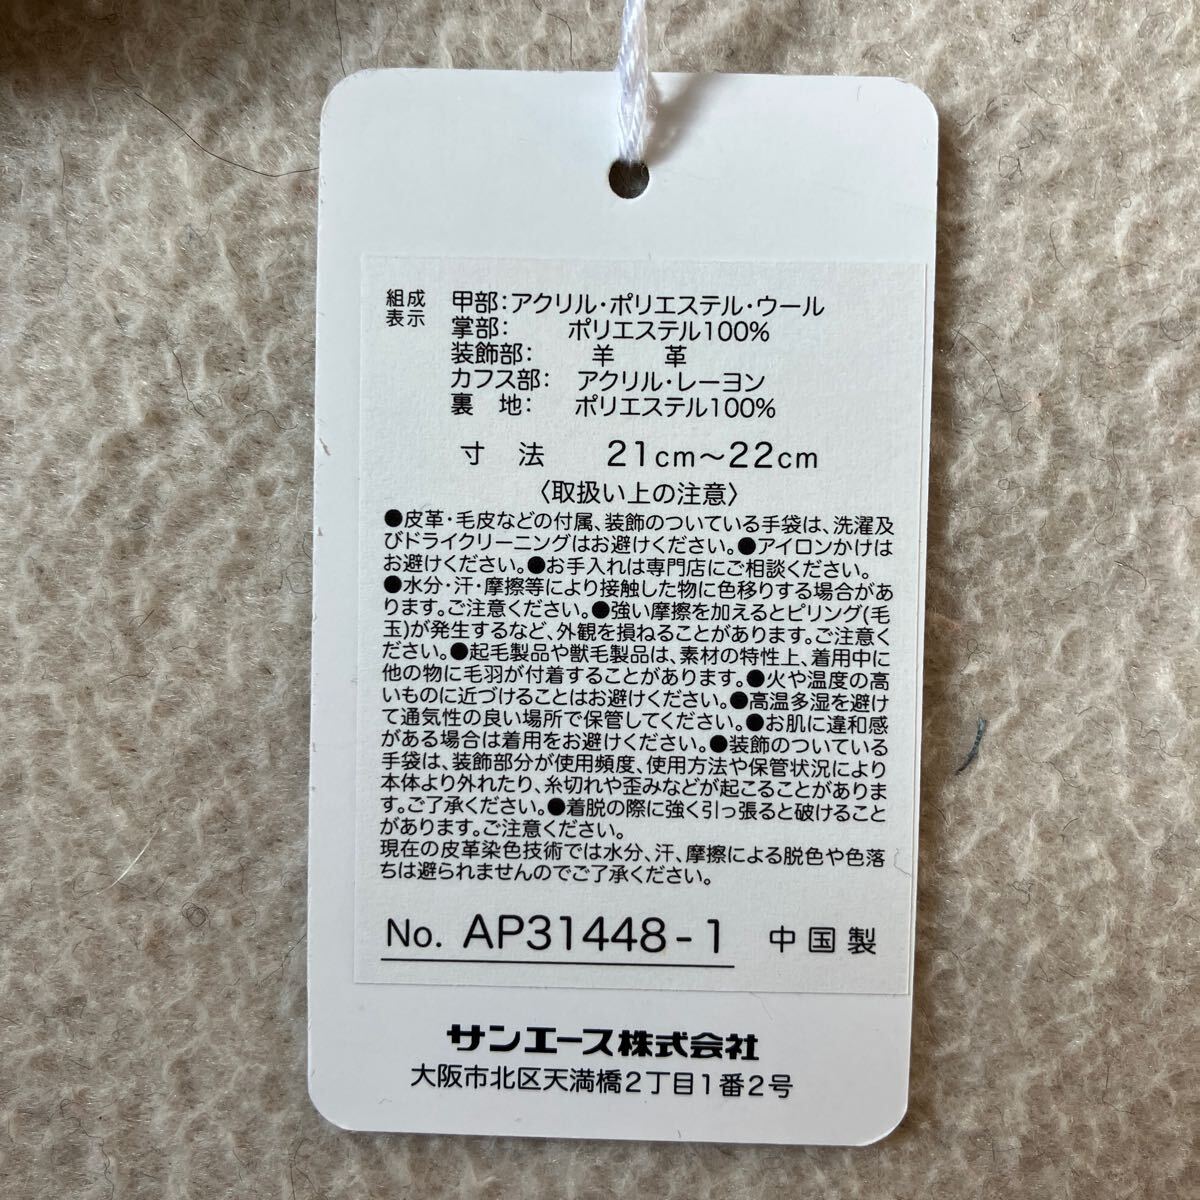 組成表示 甲部：アクリル・ポリエステル・ウール
掌部： ポリエステル100%
装飾部： 羊 革
カフス部： アクリル・レーヨン
裏 地： ポリエステル100%
寸 法 21cm～22cm
〈取扱い上の注意〉
●皮革・毛皮などの付属、装飾のついている手袋は、洗濯及
びドライクリーニングはお避けください。●アイロンかけは
お避けください。●お手入れは専門店にご相談ください。
●水分・汗・摩擦等により接触した物に色移りする場合があ
ります。ご注意ください。●強い摩擦を加えるとピリング(毛
玉)が発生するなど、外観を損ねることがあります。ご注意く
ださい。●起毛製品や獣毛製品は、素材の特性上、着用中に
他の物に毛羽が付着することがあります。●火や温度の高
いものに近づけることはお避けください。●高温多湿を避け
て通気性の良い場所で保管してください。●お肌に違和感
がある場合は着用をお避けください。●装飾のついている
手袋は、装飾部分が使用頻度、使用方法や保管状況により
本体より外れたり、糸切れや歪みなどが起こることがありま
す。ご了承ください。●着脱の際に強く引っ張ると破けること
があります。ご注意ください。
現在の皮革染色技術では水分、汗、摩擦による脱色や色落
ちは避られませんのでご了承ください。
No. AP31448-1 中国製
サンエース株式会社
大阪市北区天満橋2丁目1番2号